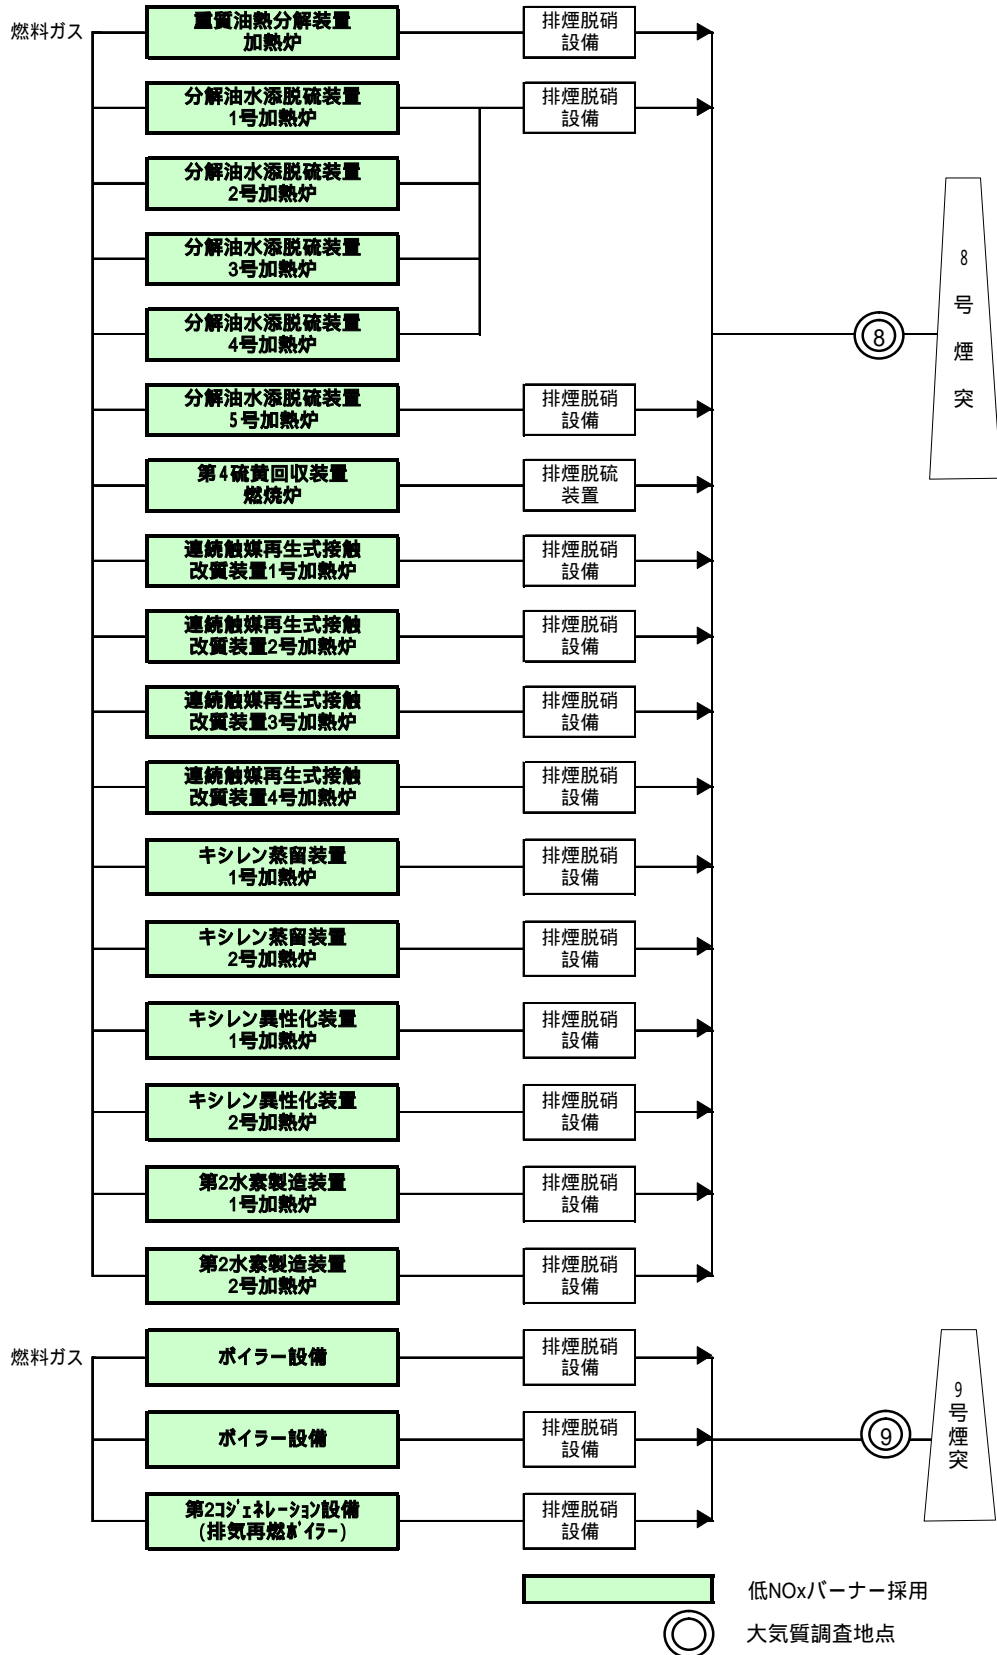 燃料ガス
重質油熱分解装置
加熱炉
排煙脱硝
設備
分解油水添脱硫装置
1号加熱炉
排煙脱硝
設備
分解油水添脱硫装置
2号加熱炉
分解油水添脱硫装置
3号加熱炉
分解油水添脱硫装置
4号加熱炉
分解油水添脱硫装置
5号加熱炉
排煙脱硝
設備
第4硫黄回収装置
燃焼炉
排煙脱硫
装置
連続触媒再生式接触
改質装置1号加熱炉
排煙脱硝
設備
連続触媒再生式接触
改質装置2号加熱炉
排煙脱硝
設備
連続触媒再生式接触
改質装置3号加熱炉
排煙脱硝
設備
連続触媒再生式接触
改質装置4号加熱炉
排煙脱硝
設備
キシレン蒸留装置
1号加熱炉
排煙脱硝
設備
キシレン蒸留装置
2号加熱炉
排煙脱硝
設備
キシレン異性化装置
1号加熱炉
排煙脱硝
設備
キシレン異性化装置
2号加熱炉
排煙脱硝
設備
第2水素製造装置
1号加熱炉
排煙脱硝
設備
第2水素製造装置
2号加熱炉
排煙脱硝
設備
8
8号煙突
燃料ガス
ボイラー設備
排煙脱硝
設備
ボイラー設備
排煙脱硝
設備
第2ｺｼﾞｪﾈﾚｰｼｮﾝ設備
(排気再燃ﾎﾞｲﾗｰ)
排煙脱硝
設備
9
9号煙突
低NOxバーナー採用
大気質調査地点